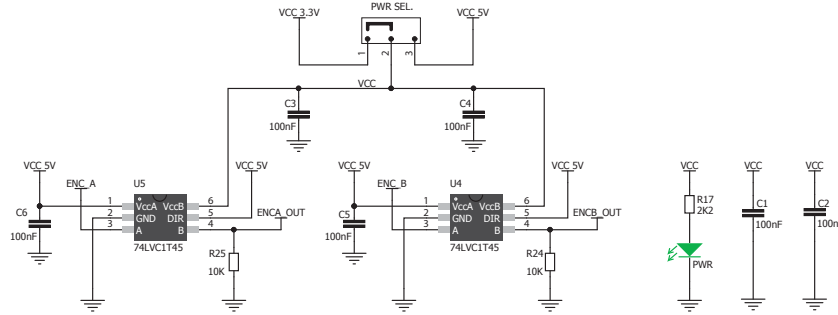 PWR SEL.
VCC 3.3V
VCC 5V
1
2
3
VCC
C3
100nF
C4
100nF
VCC 5V
ENC_A
U5
VCC 5V
1
2
3
VccA
GND
A
VccB
DIR
B
6
5
4
74LVC1T45
C6
100nF
ENCA_OUT
R25
10K
VCC 5V
ENC_B
U4
VCC 5V
1
2
3
VccA
GND
A
VccB
DIR
B
6
5
4
74LVC1T45
C5
100nF
ENCB_OUT
R24
10K
VCC
R17
2K2
PWR
VCC
C1
100nF
VCC
C2
100n